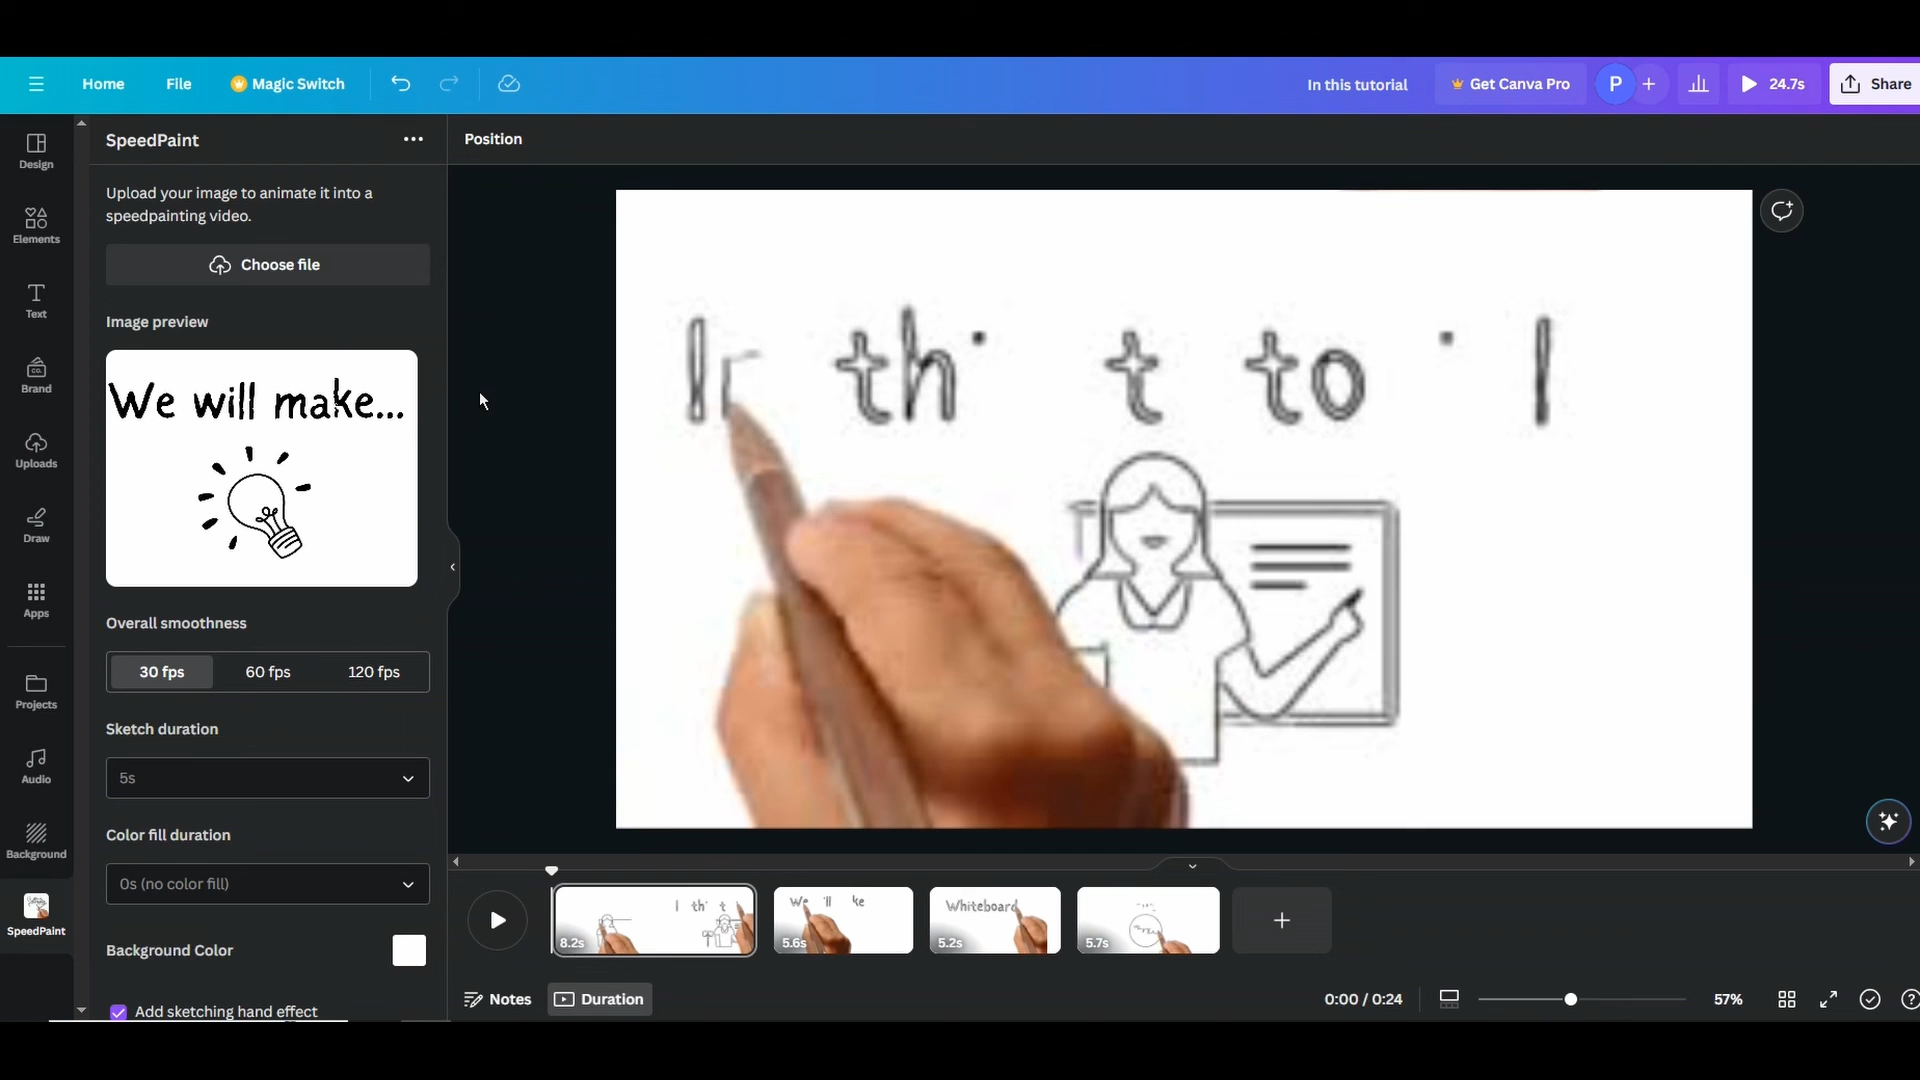 Home File Magic Switch In this tutorial Get Canva Pro P 24.7s Share
Design
Elements
Text
Brand
Uploads
Draw
Apps
Projects
Audio
Background
SpeedPaint
SpeedPaint
Upload your image to animate it into a
speedpainting video.
Choose file
Image preview
We will make...
Overall smoothness
30 fps 60 fps 120 fps
Sketch duration
5s
Color fill duration
0s (no color fill)
Background Color
Add sketching hand effect
Position
th t to l
8.2s 5.6s 5.2s 5.7s
Whiteboard
Notes Duration 0:00 / 0:24 57%